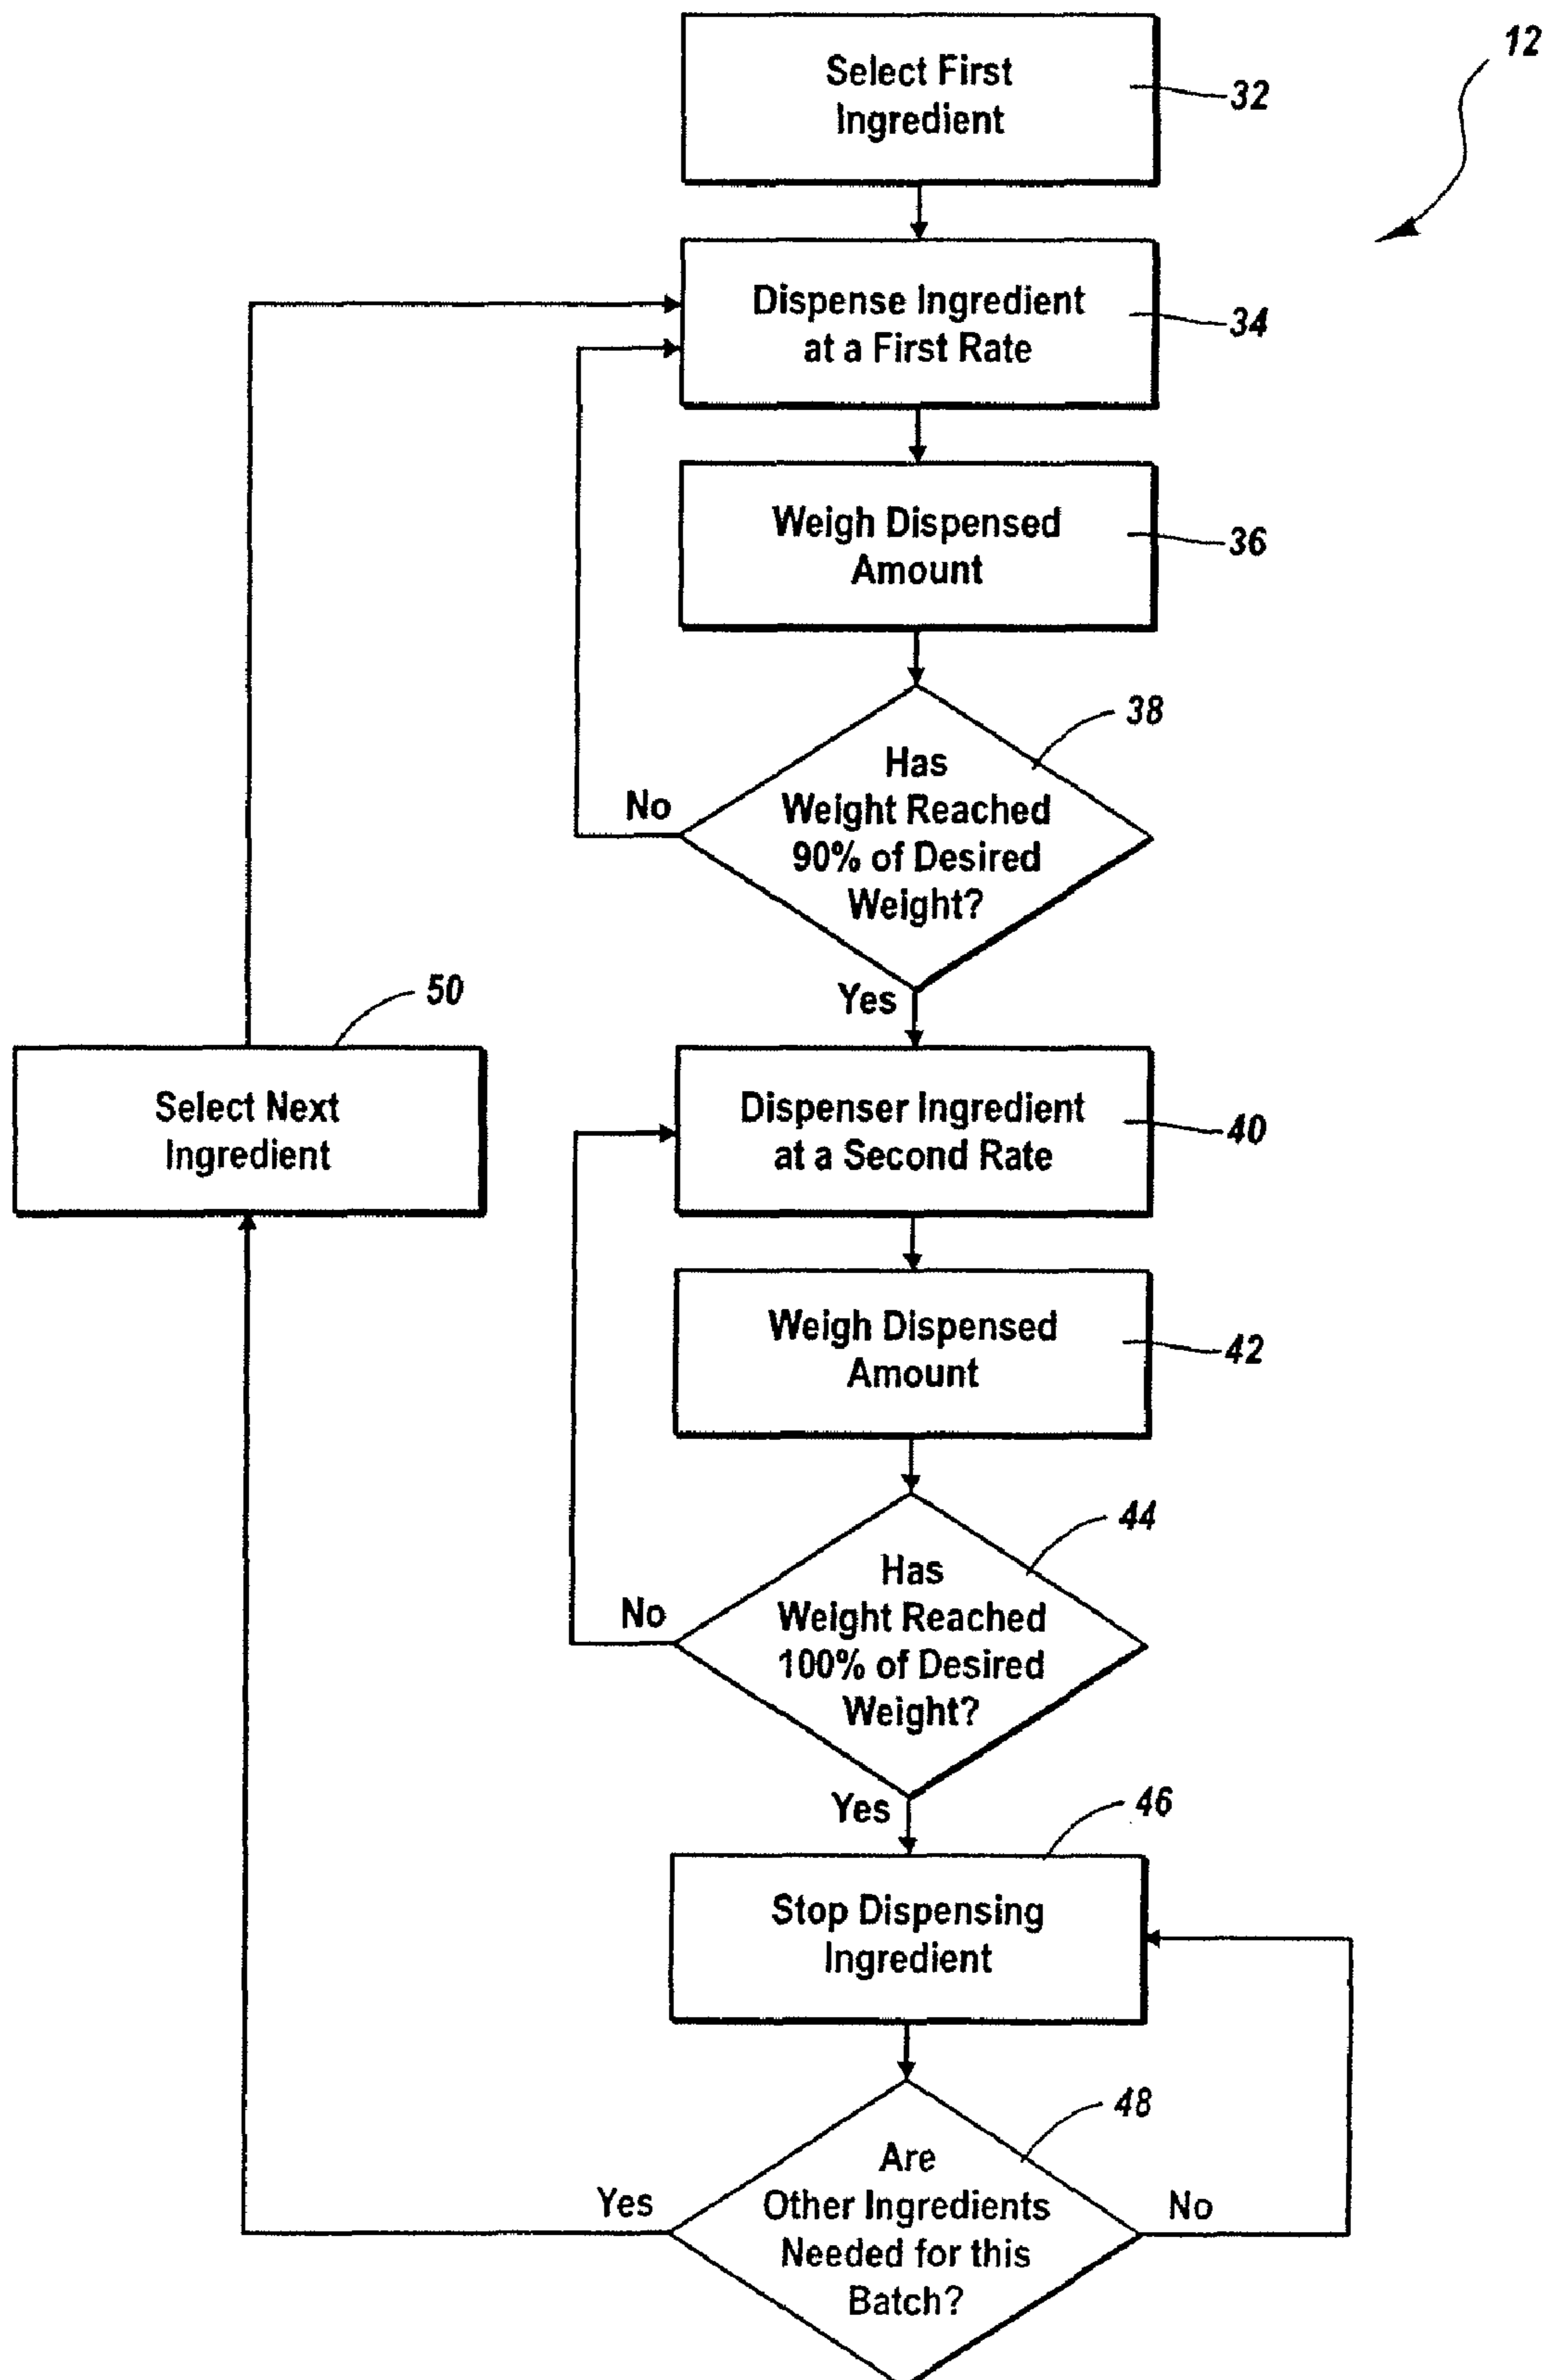 12
Select First
Ingredient
32
Dispense Ingredient
at a First Rate
34
Weigh Dispensed
Amount
36
Has
Weight Reached
90% of Desired
Weight?
38
No
Yes
50
Select Next
Ingredient
Dispenser Ingredient
at a Second Rate
40
Weigh Dispensed
Amount
42
Has
Weight Reached
100% of Desired
Weight?
44
No
Yes
46
Stop Dispensing
Ingredient
48
Are
Other Ingredients
Needed for this
Batch?
Yes
No